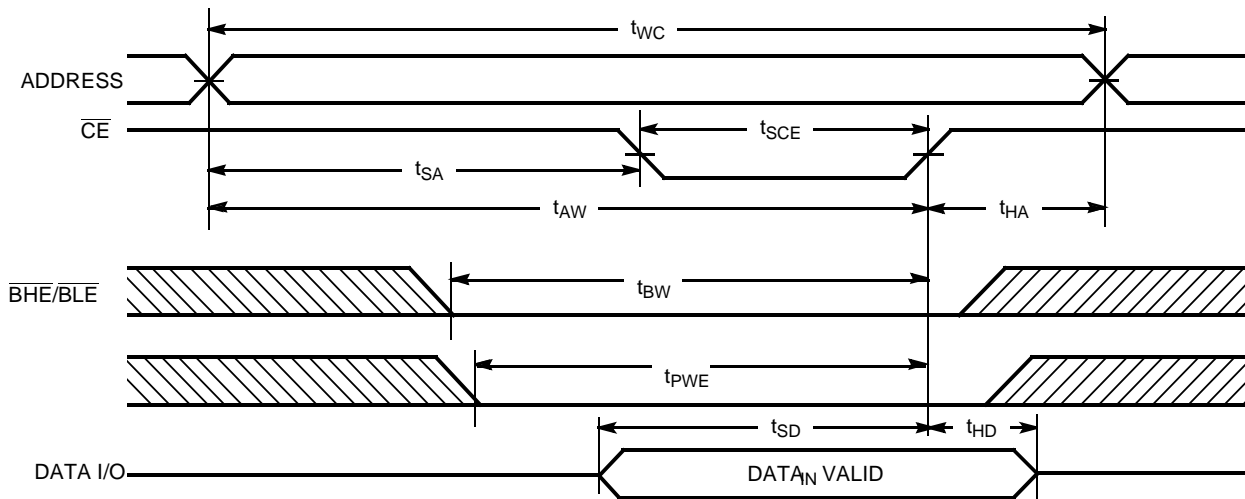 tWC
ADDRESS
CE
tSCE
tSA
tAW
tHA
BHE/BLE
tBW
tPWE
tSD
tHD
DATA I/O
DATAIN VALID